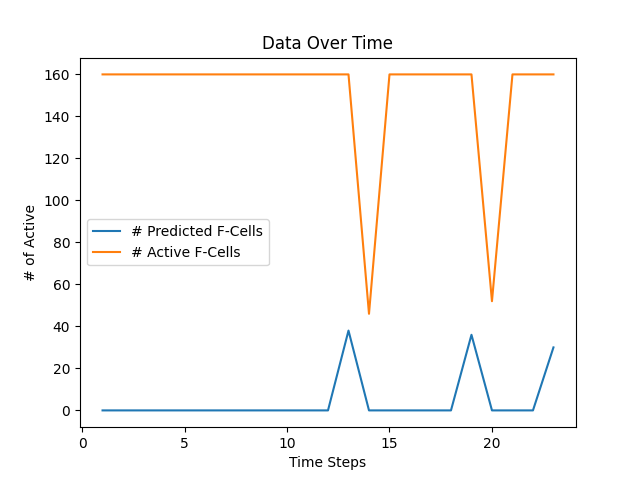 Data Over Time
160
140
120
100
80
60
40
20
0
# of Active
# Predicted F-Cells
# Active F-Cells
0 5 10 15 20
Time Steps